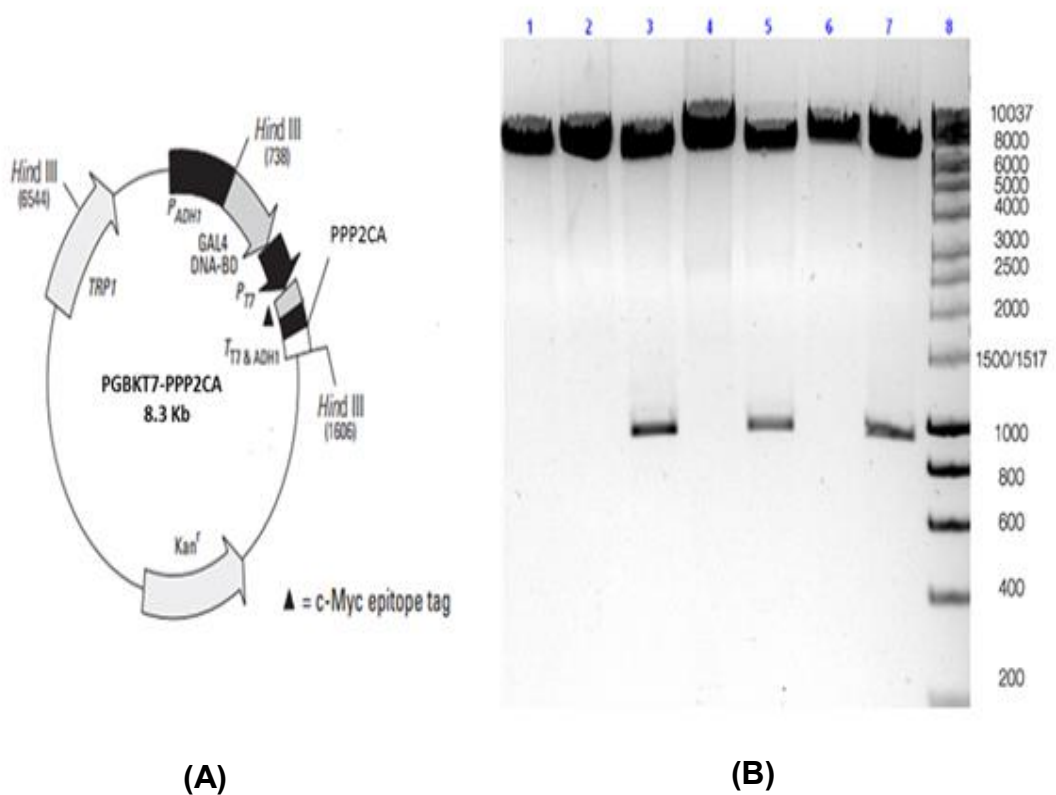 Hind III
(738)
Hind III
(6544)
PADH1
GAL4
DNA-BD
PPP2CA
TRP1
PT7
TT7 & ADH1
PGBKT7-PPP2CA
8.3 Kb
Hind III
(1606)
Kanr
▲ = c-Myc epitope tag
(A)
1 2 3 4 5 6 7 8
10037
8000
6000
5000
4000
3000
2500
2000
1500/1517
1000
800
600
400
200
(B)